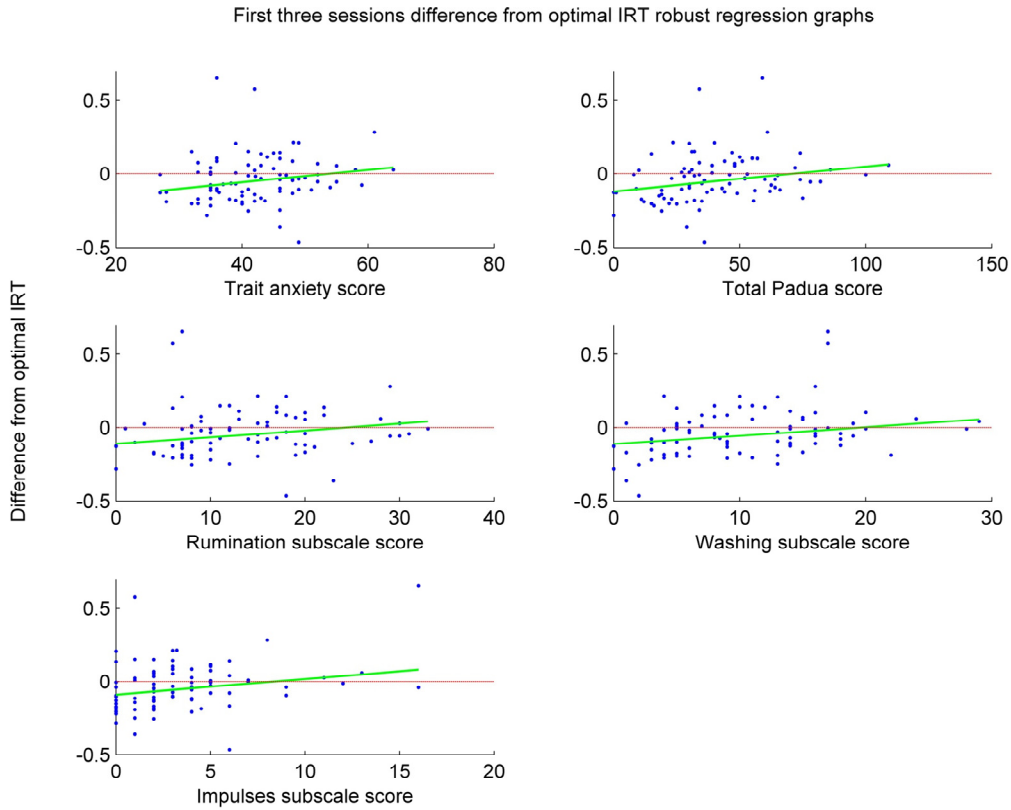 First three sessions difference from optimal IRT robust regression graphs
Difference from optimal IRT
0.5
0
-0.5
20 40 60 80
Trait anxiety score
0.5
0
-0.5
0 50 100 150
Total Padua score
0.5
0
-0.5
0 10 20 30 40
Rumination subscale score
0.5
0
-0.5
0 10 20 30
Washing subscale score
0.5
0
-0.5
0 5 10 15 20
Impulses subscale score